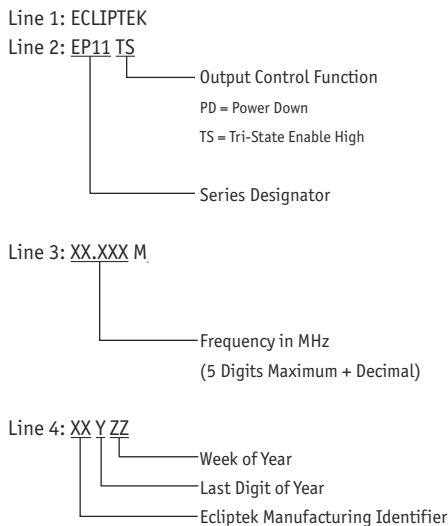 Line 1: ECLIPTEK
Line 2: EP11 TS
Output Control Function
PD = Power Down
TS = Tri-State Enable High
Series Designator
Line 3: XX.XXX M
Frequency in MHz
(5 Digits Maximum + Decimal)
Line 4: XX Y ZZ
Week of Year
Last Digit of Year
Ecliptek Manufacturing Identifier